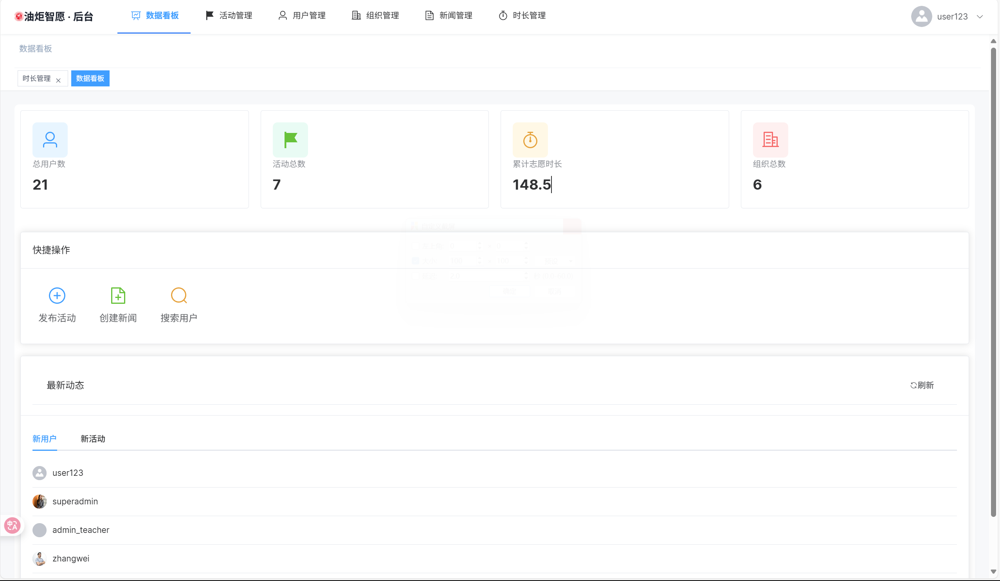 油炬智愿 · 后台
数据看板
活动管理
用户管理
组织管理
新闻管理
时长管理
user123
数据看板
时长管理
数据看板
总用户数
21
活动总数
7
累计志愿时长
148.5
组织总数
6
自定义截屏
左上角: 0 × 0
大小: 100 × 100 预设
延迟: 2.0 秒 (0.0-60.0)
确定 取消
快捷操作
发布活动
创建新闻
搜索用户
最新动态
刷新
新用户
新活动
user123
superadmin
admin_teacher
zhangwei